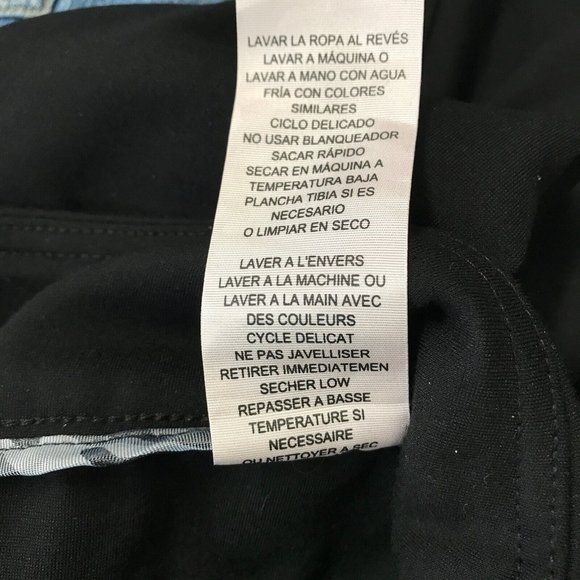 LAVAR LA ROPA AL REVÉS
LAVAR A MÁQUINA O
LAVAR A MANO CON AGUA
FRÍA CON COLORES
SIMILARES
CICLO DELICADO
NO USAR BLANQUEADOR
SACAR RÁPIDO
SECAR EN MÁQUINA A
TEMPERATURA BAJA
PLANCHA TIBIA SI ES
NECESARIO
O LIMPIAR EN SECO
LAVER A L'ENVERS
LAVER A LA MACHINE OU
LAVER A LA MAIN AVEC
DES COULEURS
CYCLE DELICAT
NE PAS JAVELLISER
RETIRER IMMEDIATEMEN
SECHER LOW
REPASSER A BASSE
TEMPERATURE SI
NECESSAIRE
OU NETTOYER A SEC